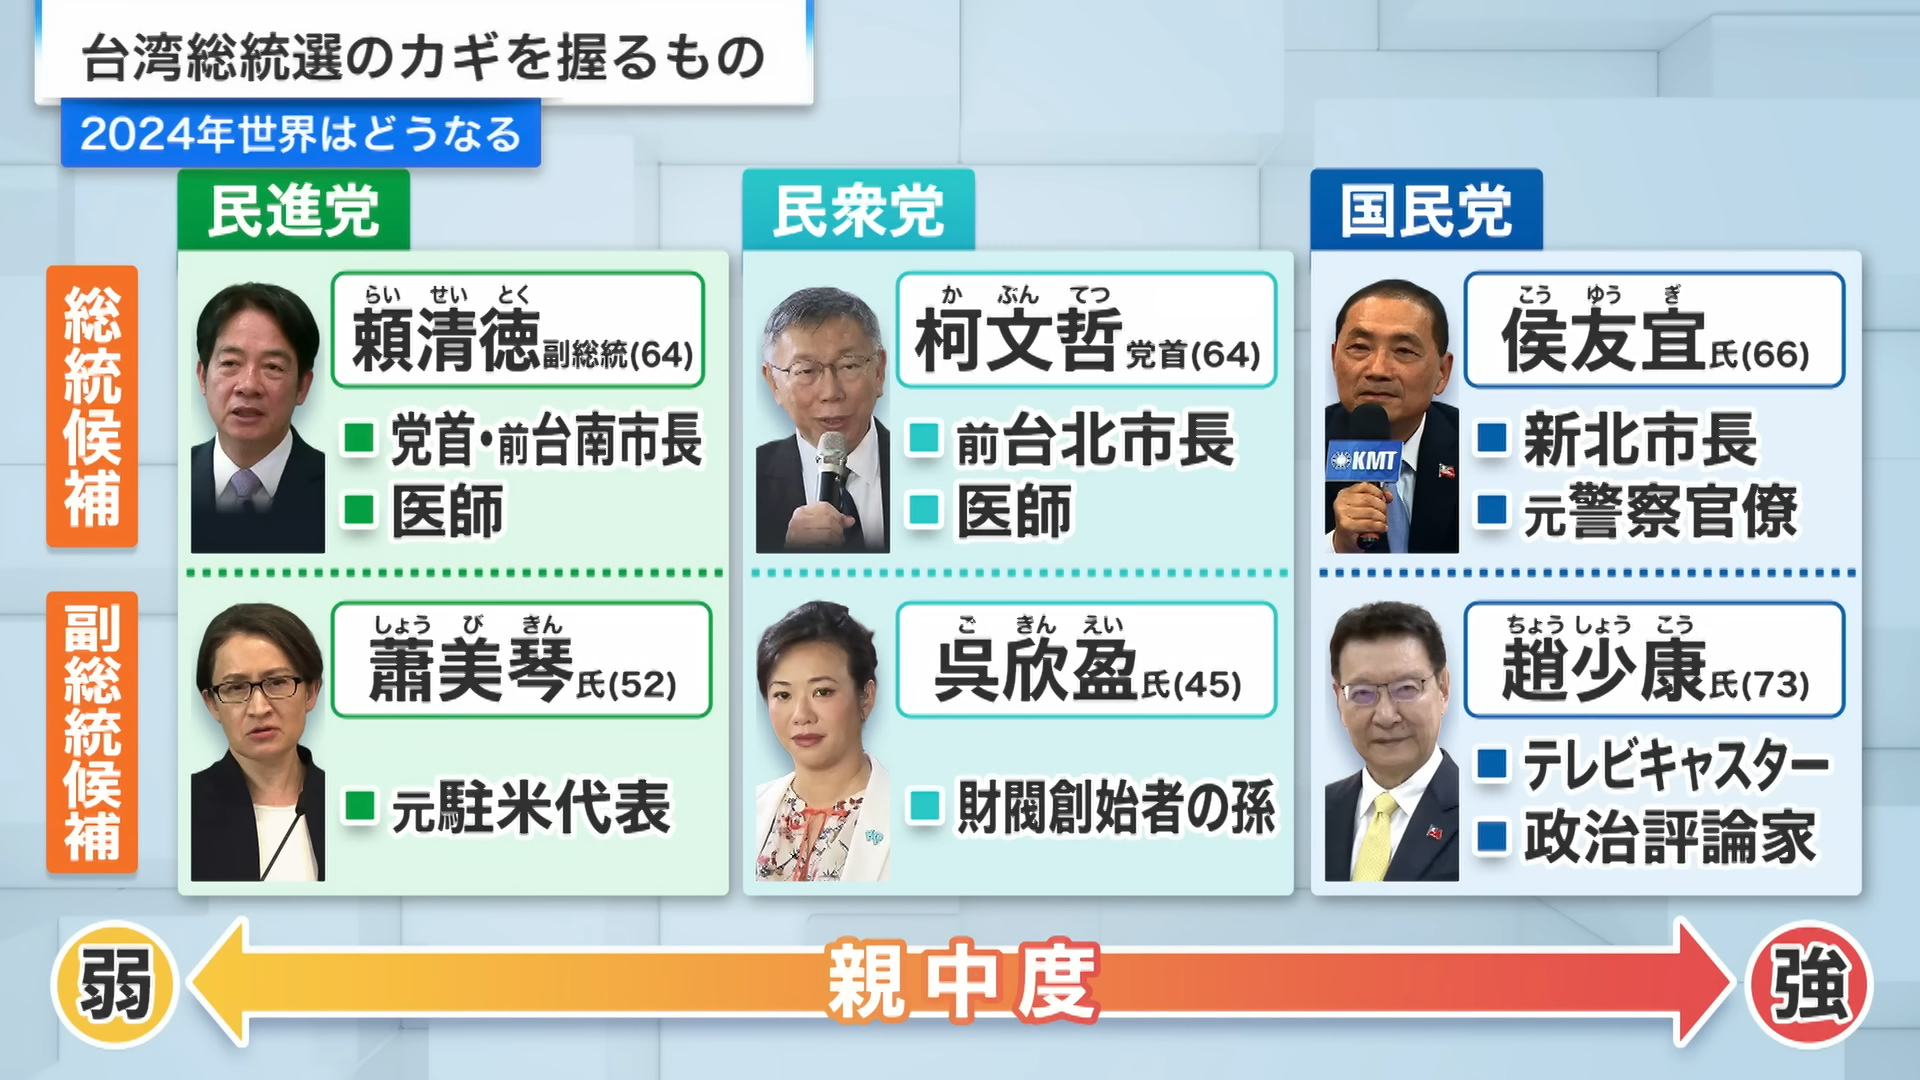 台湾総統選のカギを握るもの
2024年世界はどうなる
民進党
民衆党
国民党
総統候補
らい せい とく
頼清徳副総統(64)
■党首・前台南市長
■医師
か ぶん てつ
柯文哲党首(64)
■前台北市長
■医師
こう ゆう ぎ
侯友宜氏(66)
■新北市長
■元警察官僚
KMT
副総統候補
しょう び きん
蕭美琴氏(52)
■元駐米代表
ご きん えい
呉欣盈氏(45)
■財閥創始者の孫
KP
ちょう しょう こう
趙少康氏(73)
■テレビキャスター
■政治評論家
弱
親中度
強